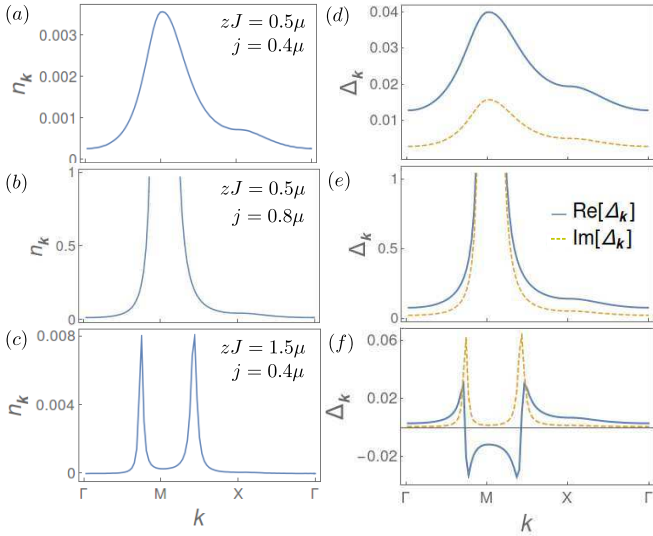 (a)
zJ = 0.5μ
j = 0.4μ
0.003
0.002
0.001
0
n_k
(d)
0.04
0.03
0.02
0.01
Δ_k
Γ M X Γ
(b)
zJ = 0.5μ
j = 0.8μ
1
0.5
0
n_k
(e)
Re[Δ_k]
Im[Δ_k]
1
0.5
0
Δ_k
(c)
zJ = 1.5μ
j = 0.4μ
0.008
0.004
0
n_k
Γ M X Γ
k
(f)
0.06
0.02
-0.02
Δ_k
Γ M X Γ
k